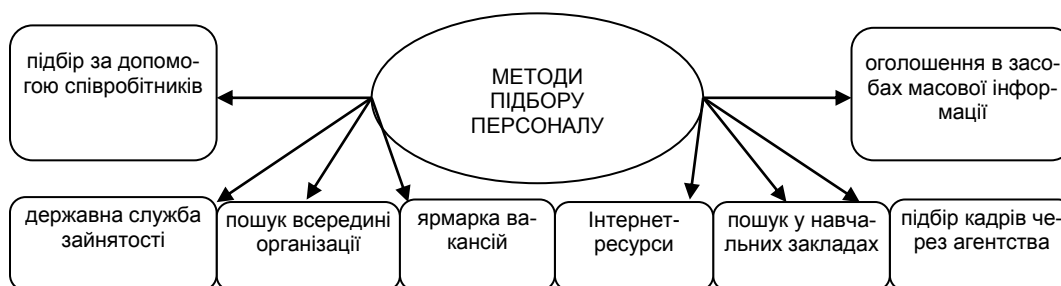 підбір за допомо-
гою співробітників
МЕТОДИ
ПІДБОРУ
ПЕРСОНАЛУ
оголошення в засо-
бах масової інфор-
мації
державна служба
зайнятості
пошук всередині
організації
ярмарка ва-
кансій
Інтернет-
ресурси
пошук у навча-
льних закладах
підбір кадрів че-
рез агентства